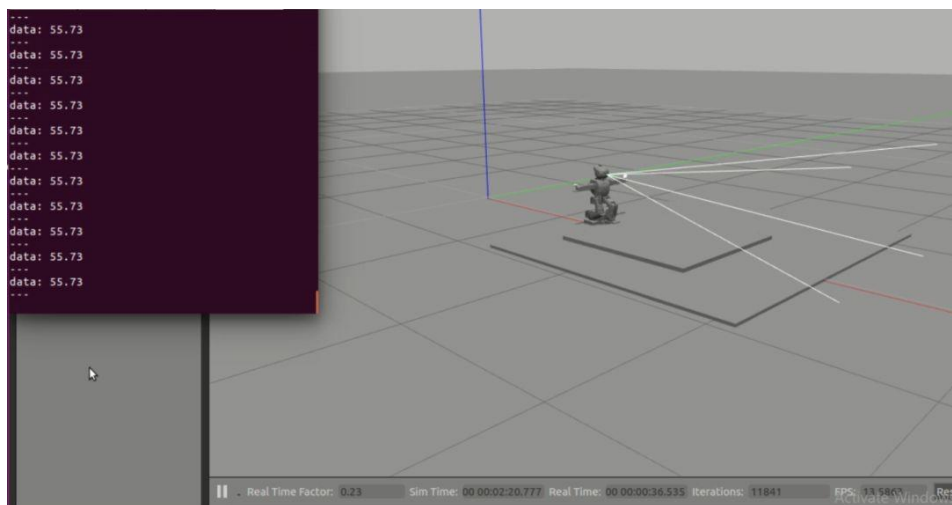 ---
data: 55.73
---
data: 55.73
---
data: 55.73
---
data: 55.73
---
data: 55.73
---
data: 55.73
---
data: 55.73
---
data: 55.73
---
data: 55.73
---
data: 55.73
---
data: 55.73
---
Real Time Factor: 0.23 Sim Time: 00 00:02:20.777 Real Time: 00 00:00:36.535 Iterations: 11841 FPS: 13.5863 Res
Activate Windows